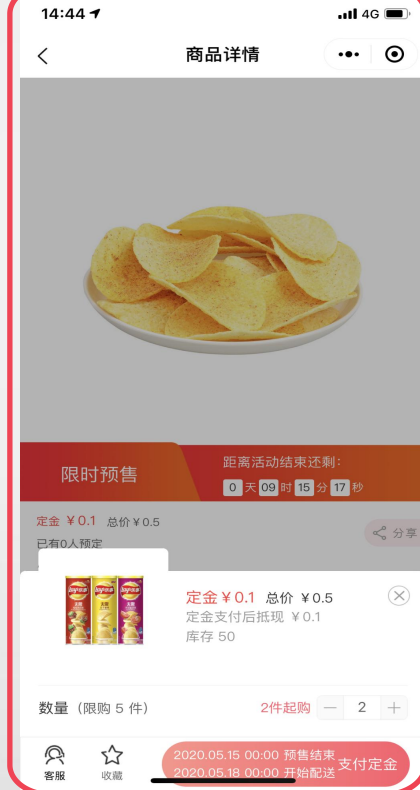 14:44
4G
商品详情
限时预售
距离活动结束还剩:
0 天 09 时 15 分 17 秒
定金 ¥0.1 总价 ¥0.5
分享
已有0人预定
定金 ¥0.1 总价 ¥0.5
定金支付后抵现 ¥0.1
库存 50
数量（限购 5 件）
2件起购 — 2 +
2020.05.15 00:00 预售结束
2020.05.18 00:00 开始配送
支付定金
客服
收藏